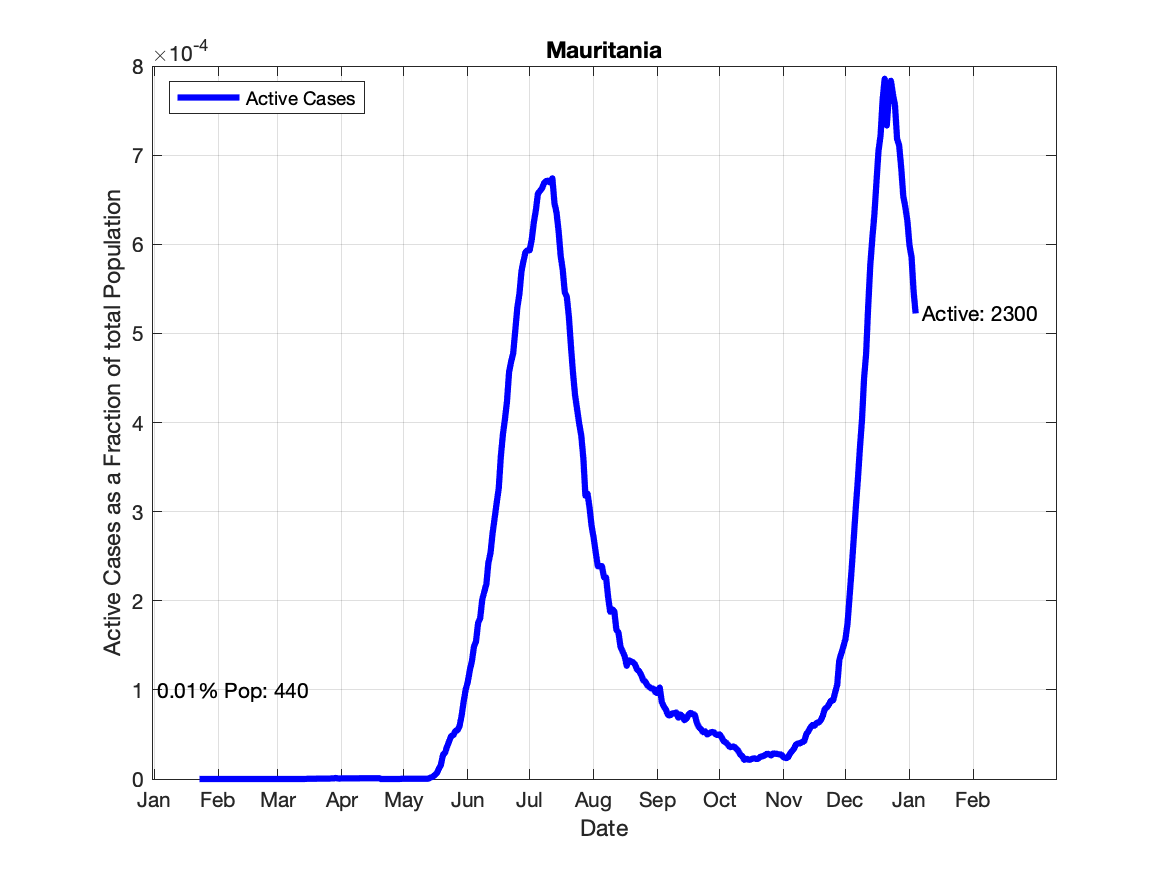 Mauritania
×10⁻⁴
Active Cases
8
7
6
5
4
3
2
1
0
Active Cases as a Fraction of total Population
Active: 2300
0.01% Pop: 440
Jan Feb Mar Apr May Jun Jul Aug Sep Oct Nov Dec Jan Feb
Date